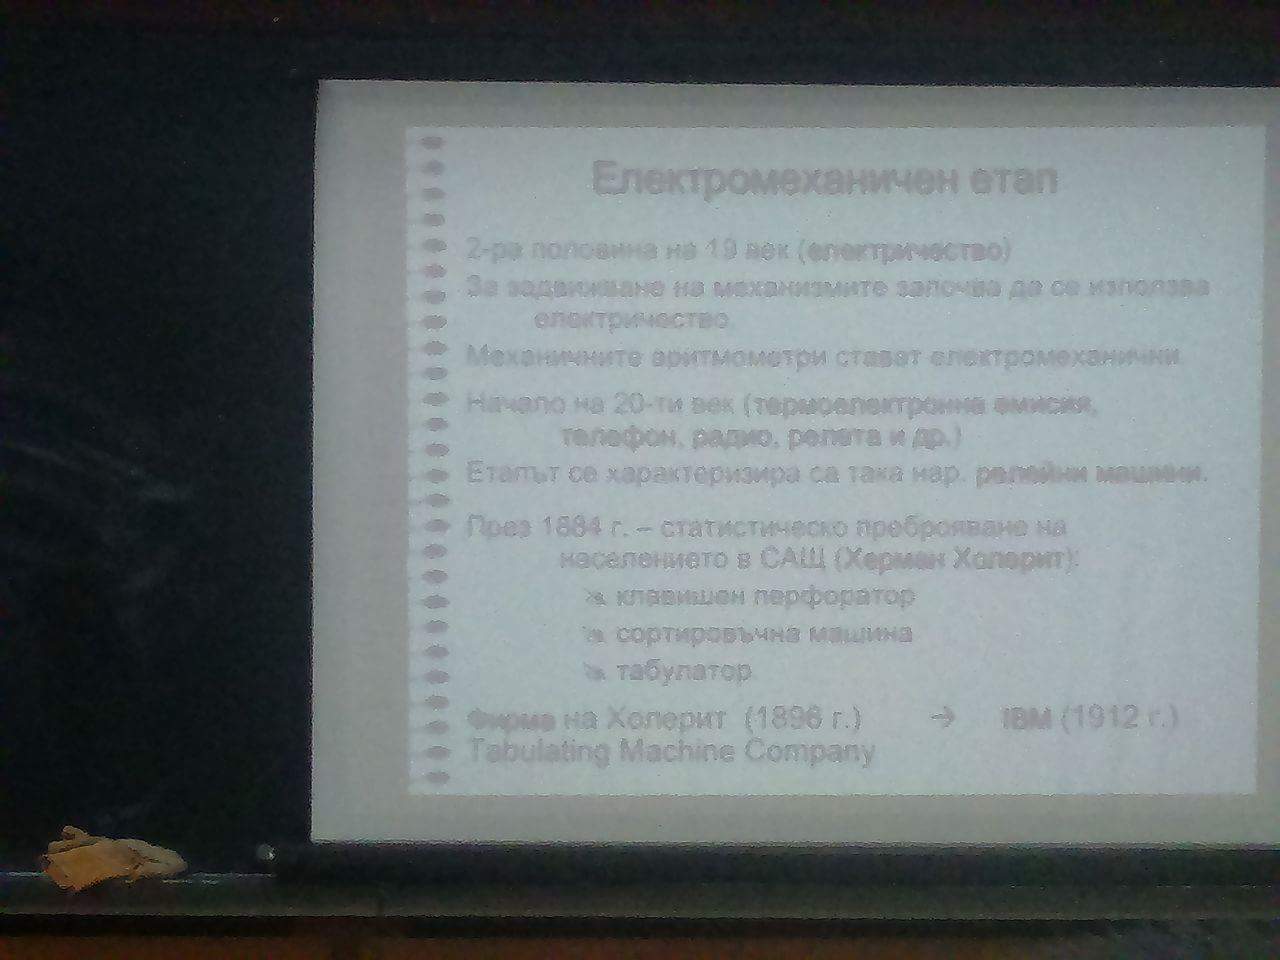 Електромеханичен етап
2-ра половина на 19 век (електричество)
За задвижване на механизмите започва да се използва
електричество.
Механичните аритмометри стават електромеханични.
Начало на 20-ти век (термоелектронна емисия,
телефон, радио, релета и др.)
Етапът се характеризира са така нар. релейни машини.
През 1884 г. – статистическо преброяване на
населението в САЩ (Херман Холерит):
клавишен перфоратор
сортировъчна машина
табулатор
Фирма на Холерит (1896 г.) → IBM (1912 г.)
Tabulating Machine Company